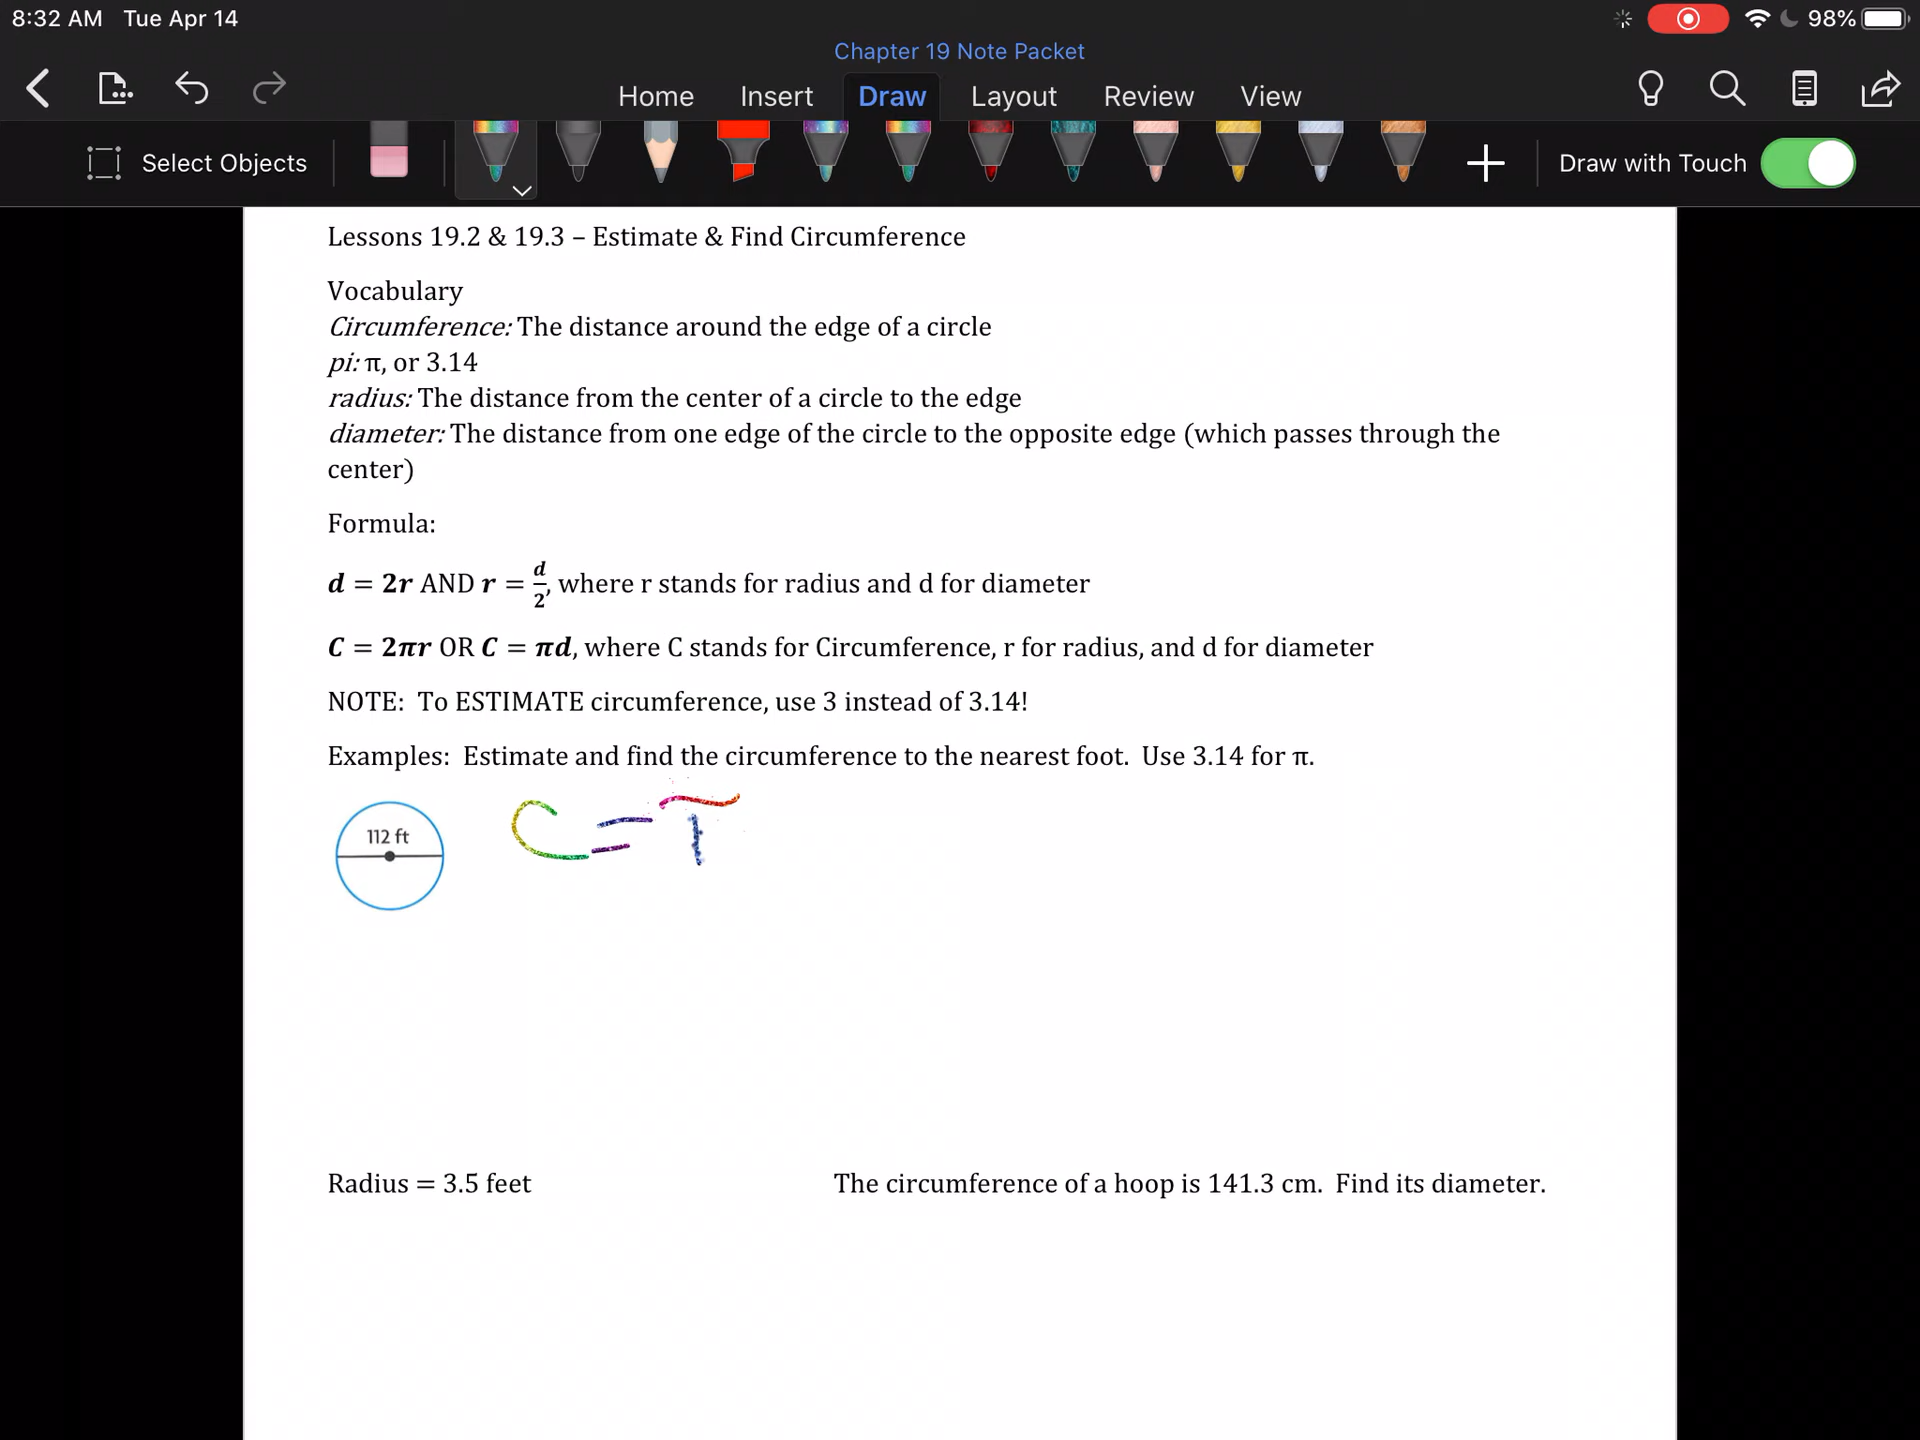 8:32 AM Tue Apr 14
98%
Chapter 19 Note Packet
Home Insert Draw Layout Review View
Select Objects
Draw with Touch
Lessons 19.2 & 19.3 – Estimate & Find Circumference
Vocabulary
Circumference: The distance around the edge of a circle
pi: π, or 3.14
radius: The distance from the center of a circle to the edge
diameter: The distance from one edge of the circle to the opposite edge (which passes through the
center)
Formula:
d = 2r AND r = d/2, where r stands for radius and d for diameter
C = 2πr OR C = πd, where C stands for Circumference, r for radius, and d for diameter
NOTE: To ESTIMATE circumference, use 3 instead of 3.14!
Examples: Estimate and find the circumference to the nearest foot. Use 3.14 for π.
112 ft
C =
Radius = 3.5 feet
The circumference of a hoop is 141.3 cm. Find its diameter.